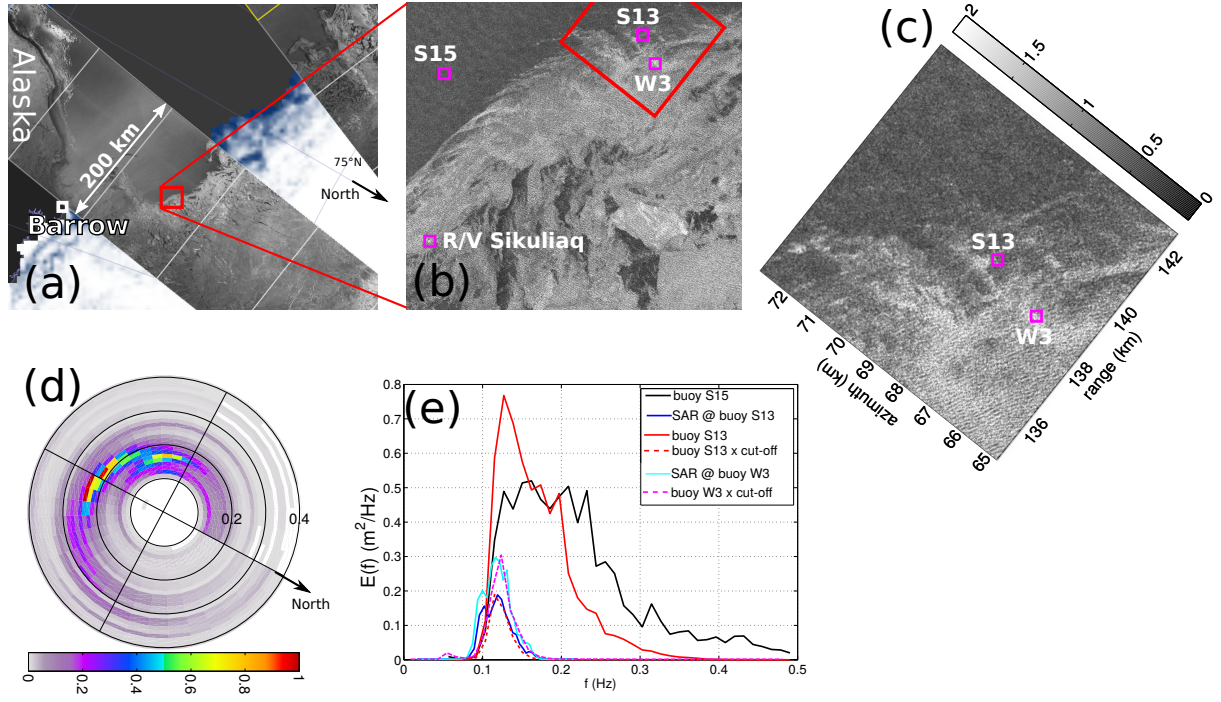 Alaska
200 km
75°N
North
Barrow
(a)
S13
S15
W3
R/V Sikuliaq
(b)
(c)
2
1.5
1
0.5
0
S13
W3
72
71
70
69
68
67
66
65
azimuth (km)
136
138
140
142
range (km)
(d)
0.2
0.4
North
0
0.2
0.4
0.6
0.8
1
(e)
E(f) (m²/Hz)
0.8
0.7
0.6
0.5
0.4
0.3
0.2
0.1
0
0
0.1
0.2
0.3
0.4
0.5
f (Hz)
buoy S15
SAR @ buoy S13
buoy S13
buoy S13 x cut-off
SAR @ buoy W3
buoy W3 x cut-off